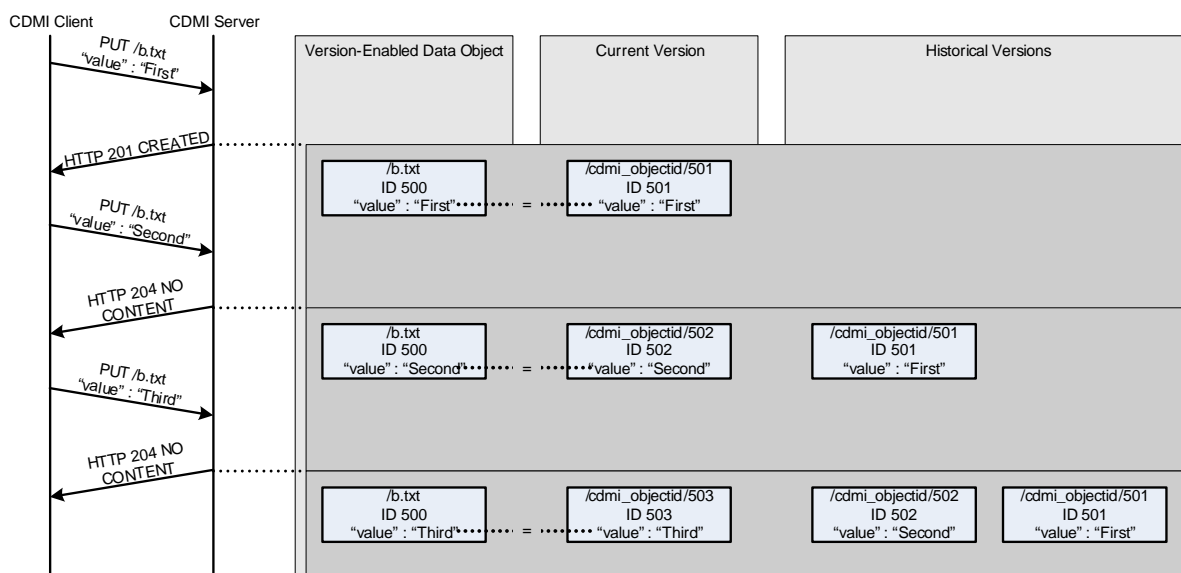 CDMI Client
CDMI Server
PUT /b.txt
“value” : “First”
Version-Enabled Data Object
Current Version
Historical Versions
HTTP 201 CREATED
/b.txt
ID 500
“value” : “First”
=
/cdmi_objectid/501
ID 501
“value” : “First”
PUT /b.txt
“value” : “Second”
HTTP 204 NO
CONTENT
/b.txt
ID 500
“value” : “Second”
=
/cdmi_objectid/502
ID 502
“value” : “Second”
/cdmi_objectid/501
ID 501
“value” : “First”
PUT /b.txt
“value” : “Third”
HTTP 204 NO
CONTENT
/b.txt
ID 500
“value” : “Third”
=
/cdmi_objectid/503
ID 503
“value” : “Third”
/cdmi_objectid/502
ID 502
“value” : “Second”
/cdmi_objectid/501
ID 501
“value” : “First”